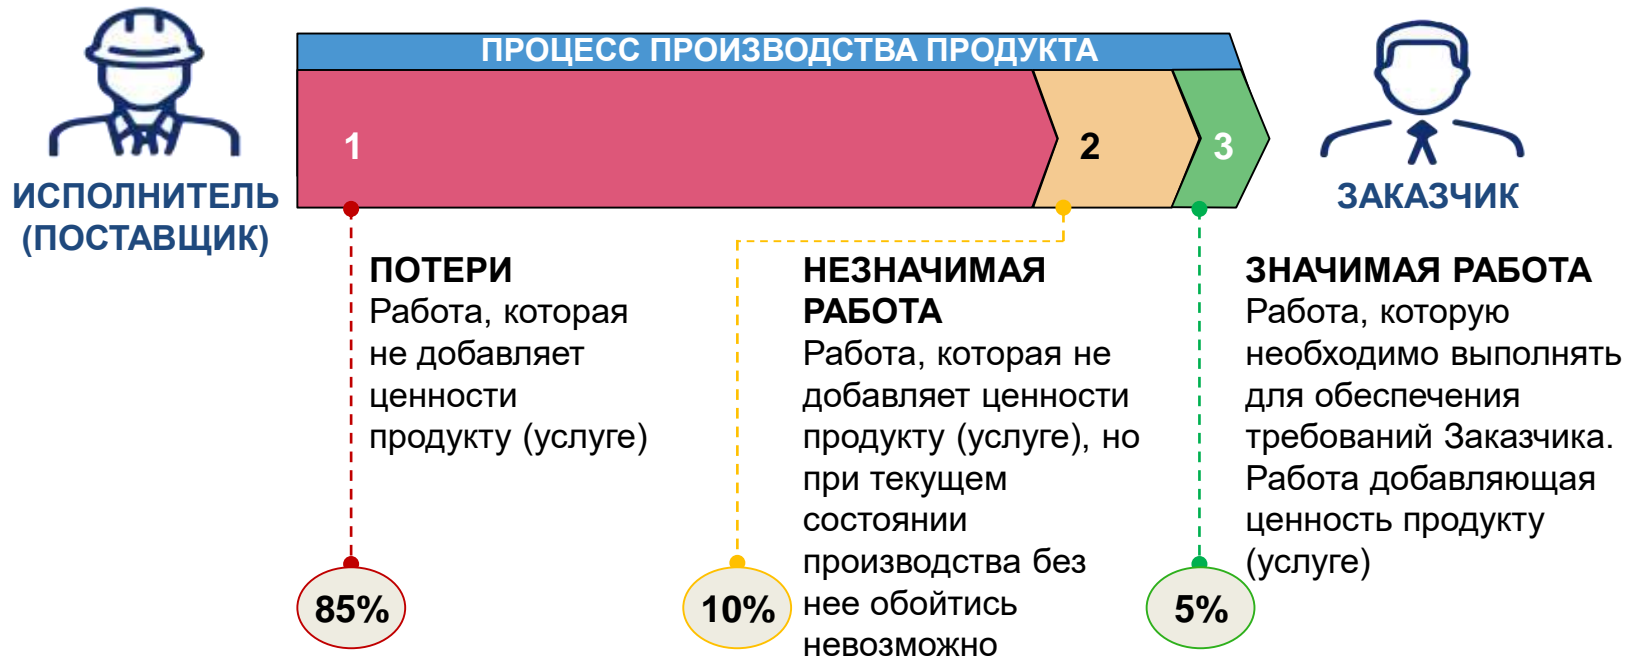 ПРОЦЕСС ПРОИЗВОДСТВА ПРОДУКТА
1
2
3
ИСПОЛНИТЕЛЬ
(ПОСТАВЩИК)
ЗАКАЗЧИК
ПОТЕРИ
Работа, которая
не добавляет
ценности
продукту (услуге)
85%
НЕЗНАЧИМАЯ
РАБОТА
Работа, которая не
добавляет ценности
продукту (услуге), но
при текущем
состоянии
производства без
нее обойтись
невозможно
10%
ЗНАЧИМАЯ РАБОТА
Работа, которую
необходимо выполнять
для обеспечения
требований Заказчика.
Работа добавляющая
ценность продукту
(услуге)
5%